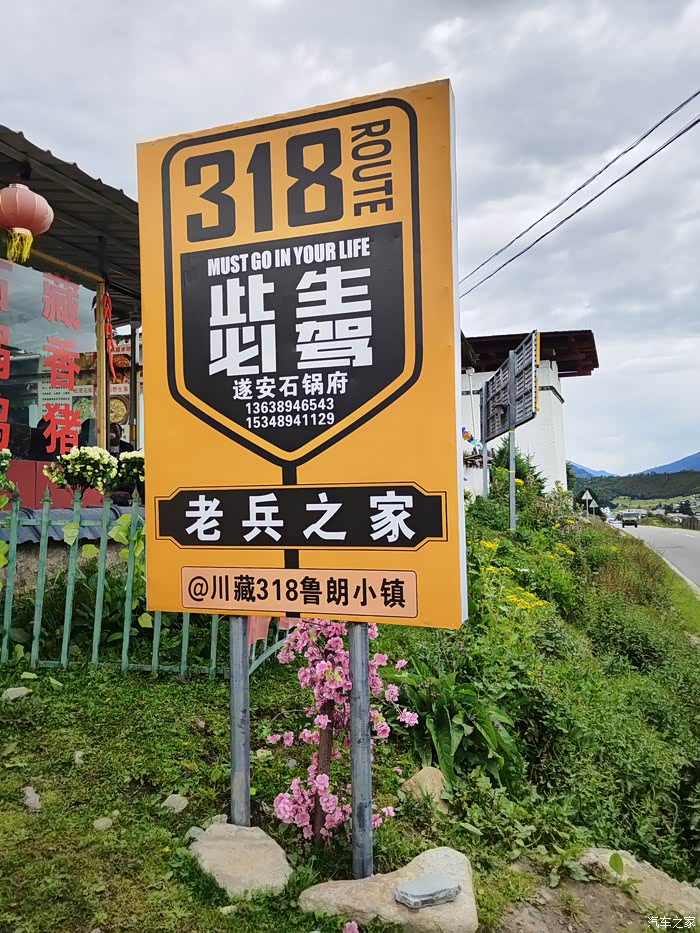 318
ROUTE
MUST GO IN YOUR LIFE
此生
必驾
遂安石锅府
13638946543
15348941129
老兵之家
@川藏318鲁朗小镇
藏香猪
汽车之家